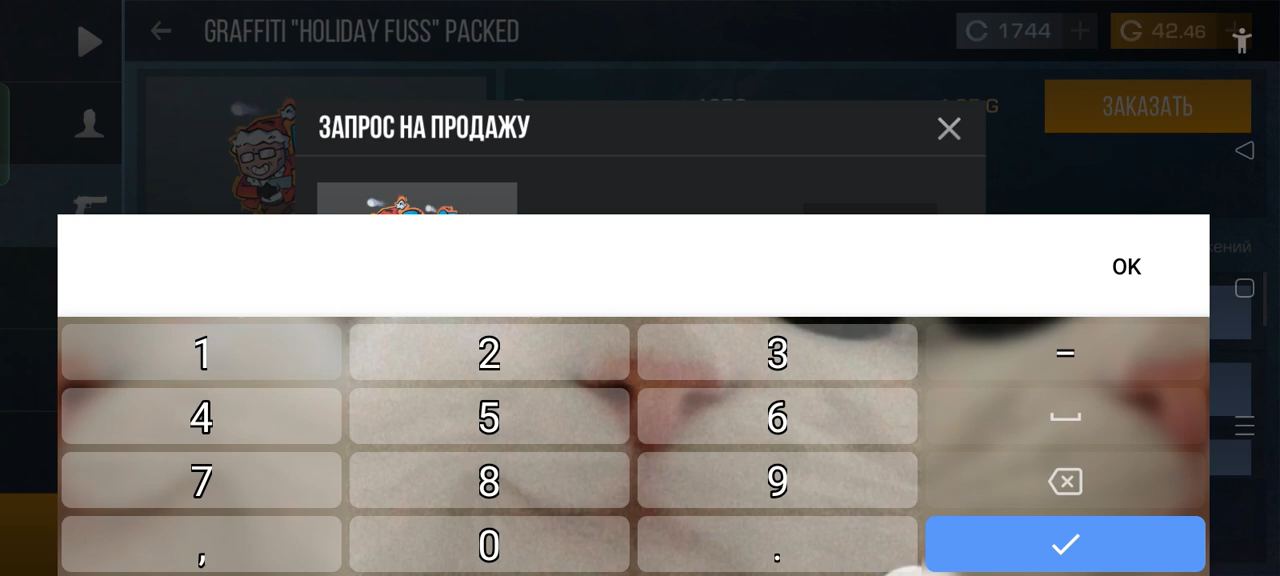 GRAFFITI "HOLIDAY FUSS" PACKED
1744
G 42.46
ЗАКАЗАТЬ
G
ЗАПРОС НА ПРОДАЖУ
OK
1 2 3 –
4 5 6
7 8 9
, 0 .